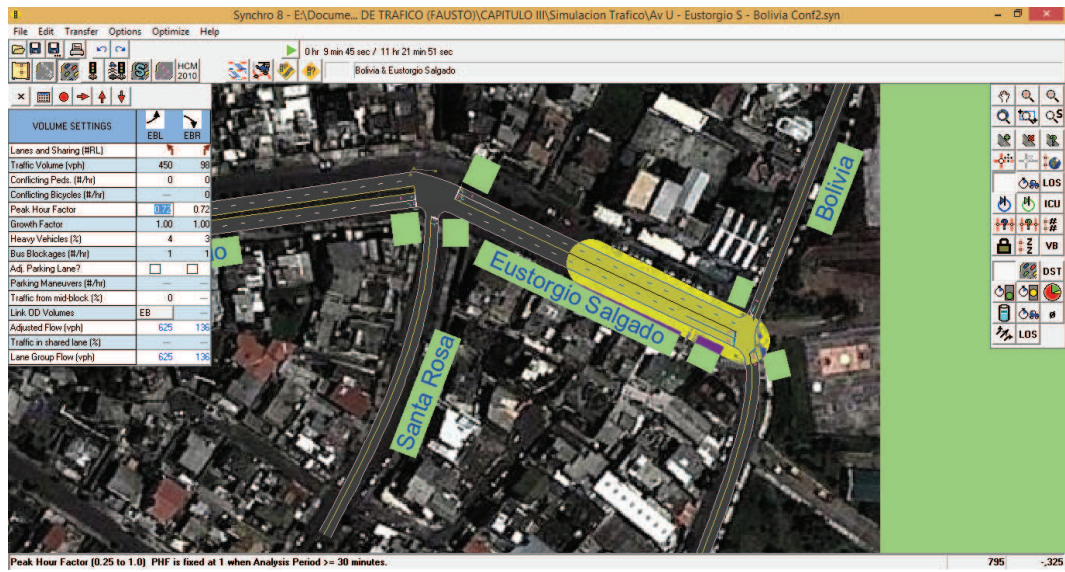 Synchro 8 - E:\Docume... DE TRAFICO (FAUSTO)\CAPITULO III\Simulacion Trafico\Av U - Eustorgio S - Bolivia Conf2.syn
File Edit Transfer Options Optimize Help
0 hr 9 min 45 sec / 11 hr 21 min 51 sec
HCM 2010
Bolivia & Eustorgio Salgado
VOLUME SETTINGS EBL EBR
Lanes and Sharing (#RL)
Traffic Volume (vph) 450 98
Conflicting Peds. (#/hr) 0 0
Conflicting Bicycles (#/hr) — 0
Peak Hour Factor 0.72 0.72
Growth Factor 1.00 1.00
Heavy Vehicles (%) 4 3
Bus Blockages (#/hr) 1 1
Adj. Parking Lane?
Parking Maneuvers (#/hr) — —
Traffic from mid-block (%) 0 —
Link OD Volumes EB —
Adjusted Flow (vph) 625 136
Traffic in shared lane (%) — —
Lane Group Flow (vph) 625 136
io
Santa Rosa
Eustorgio Salgado
Bolivia
S
LOS
ICU
#
Z
Z
VB
DST
ø
LOS
Peak Hour Factor (0.25 to 1.0) PHF is fixed at 1 when Analysis Period >= 30 minutes.
795 -,325